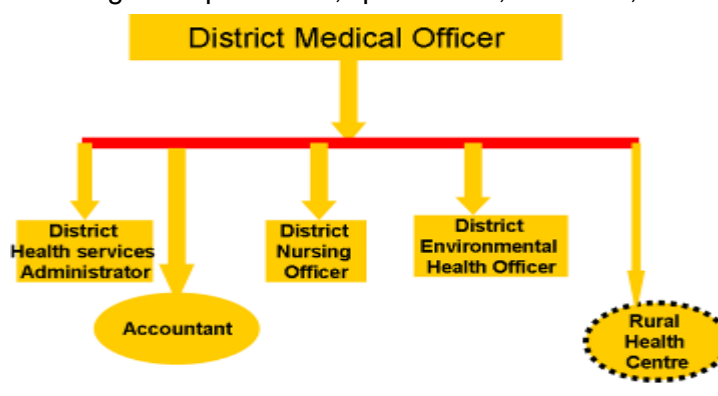 District Medical Officer
District
Health services
Administrator
District
Nursing
Officer
District
Environmental
Health Officer
Accountant
Rural
Health
Centre